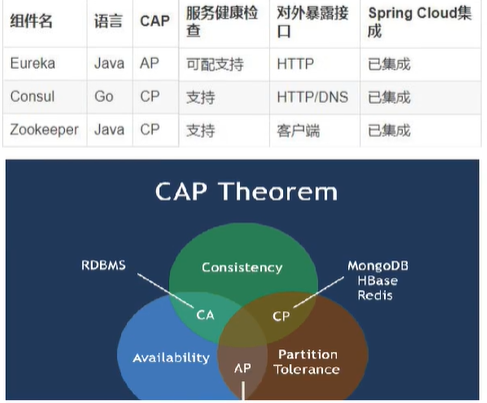 组件名 语言 CAP 服务健康检查 对外暴露接口 Spring Cloud集成
Eureka Java AP 可配支持 HTTP 已集成
Consul Go CP 支持 HTTP/DNS 已集成
Zookeeper Java CP 支持 客户端 已集成
CAP Theorem
RDBMS
Consistency
MongoDB
HBase
Redis
CA
CP
Availability
AP
Partition
Tolerance